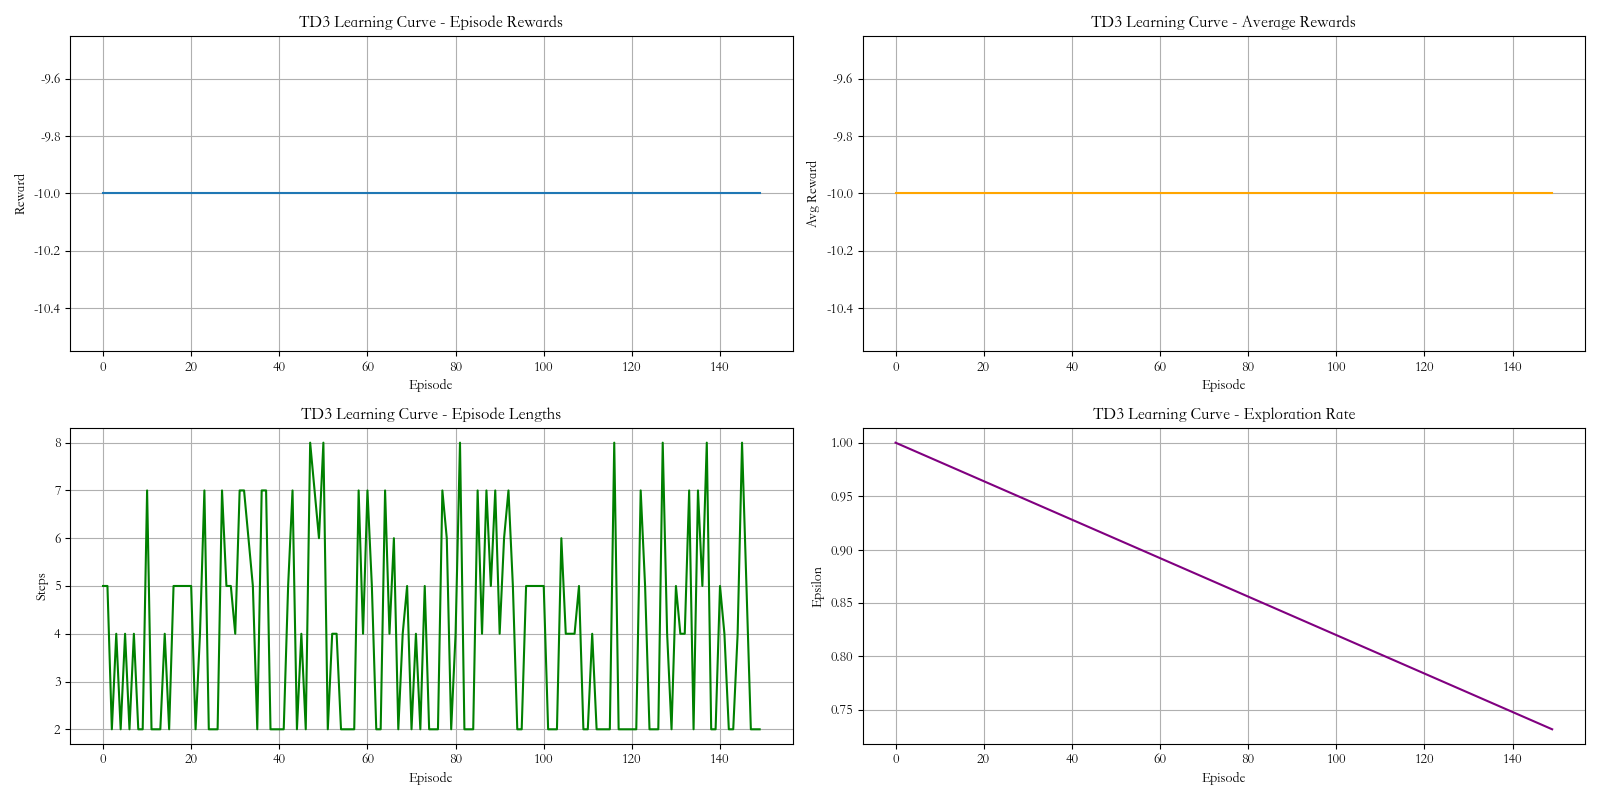 TD3 Learning Curve - Episode Rewards
-9.6
-9.8
-10.0
-10.2
-10.4
Reward
0 20 40 60 80 100 120 140
Episode
TD3 Learning Curve - Average Rewards
-9.6
-9.8
-10.0
-10.2
-10.4
Avg Reward
0 20 40 60 80 100 120 140
Episode
TD3 Learning Curve - Episode Lengths
8
7
6
5
4
3
2
Steps
0 20 40 60 80 100 120 140
Episode
TD3 Learning Curve - Exploration Rate
1.00
0.95
0.90
0.85
0.80
0.75
Epsilon
0 20 40 60 80 100 120 140
Episode